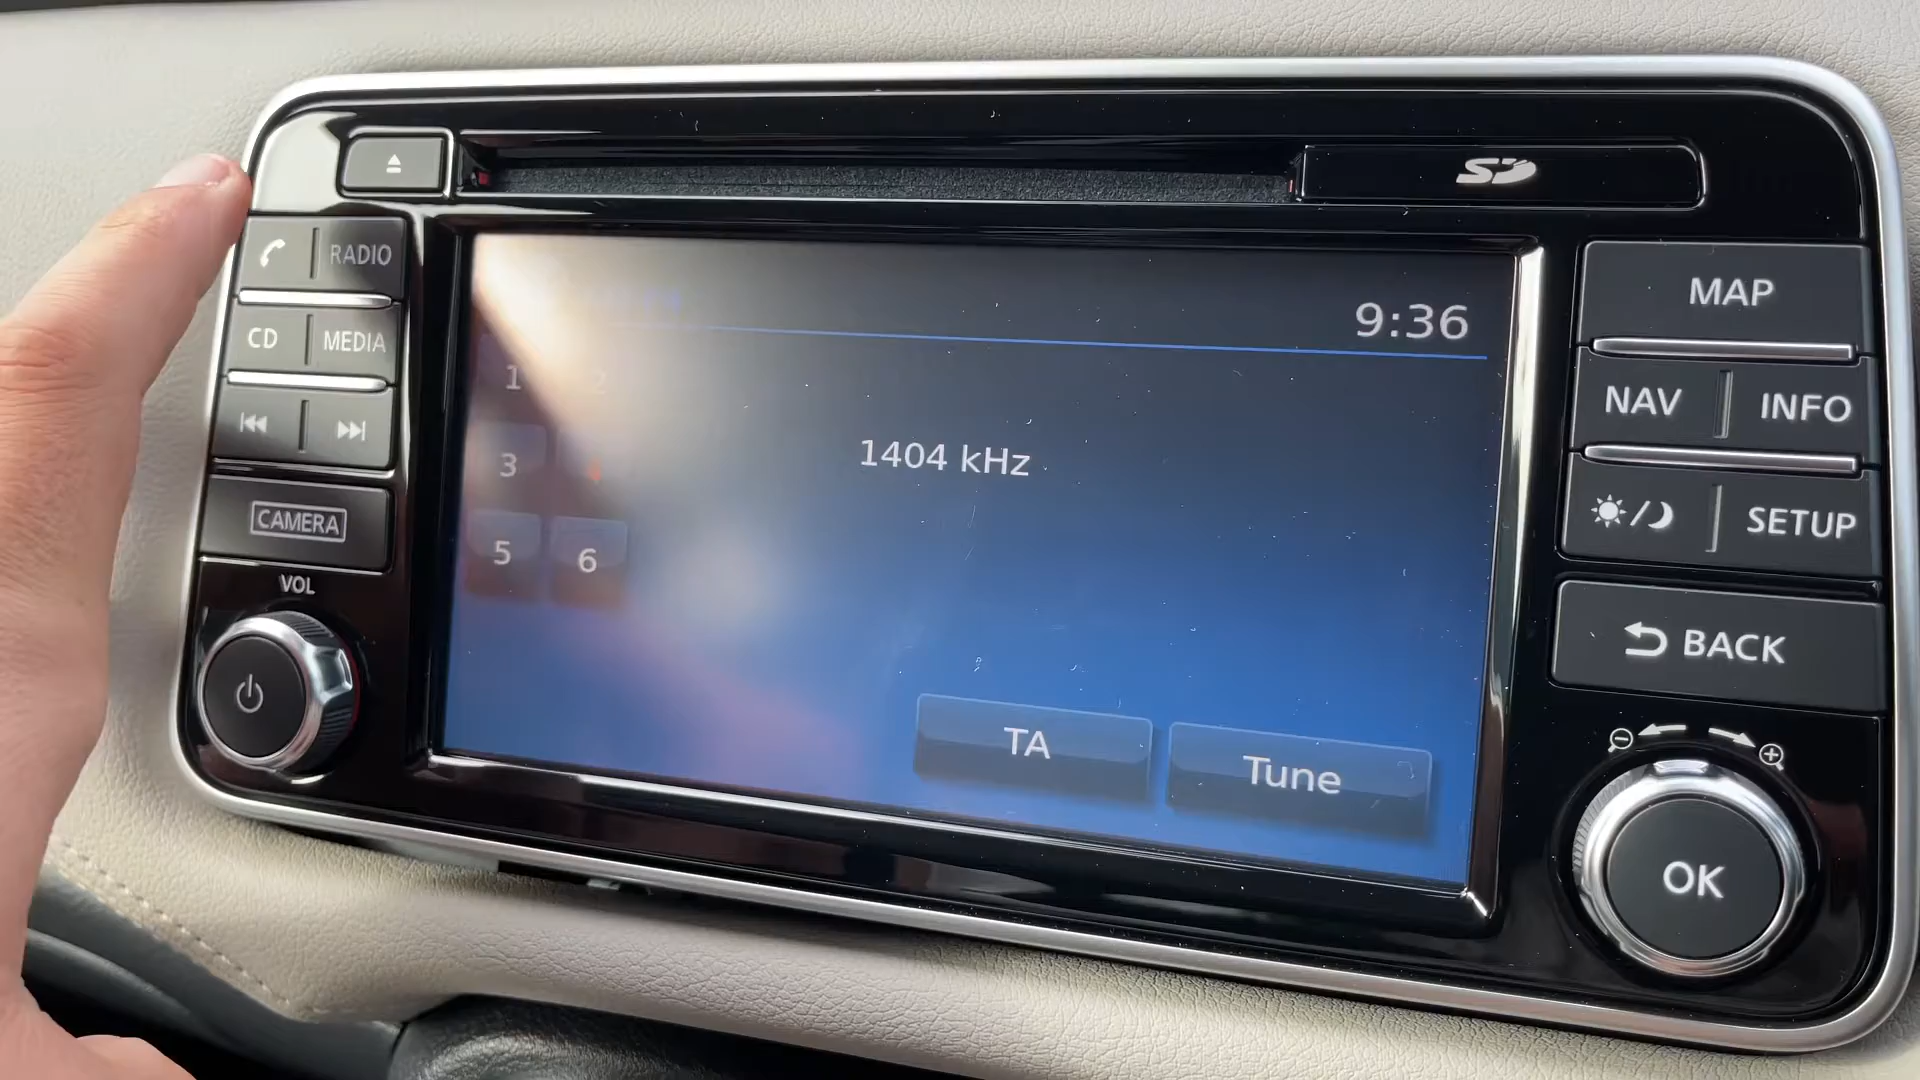 SD
RADIO
CD MEDIA
CAMERA
VOL
9:36
1 2
3
5 6
1404 kHz
TA Tune
MAP
NAV INFO
SETUP
BACK
OK